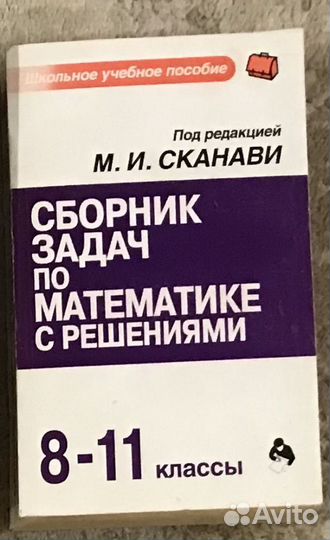 Школьное учебное пособие
Под редакцией
М. И. СКАНАВИ
СБОРНИК
ЗАДАЧ
ПО
МАТЕМАТИКЕ
С РЕШЕНИЯМИ
8-11 классы
Avito